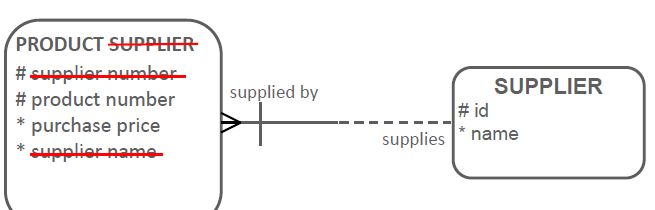 PRODUCT SUPPLIER
# supplier number
# product number
* purchase price
* supplier name
supplied by
supplies
SUPPLIER
# id
* name